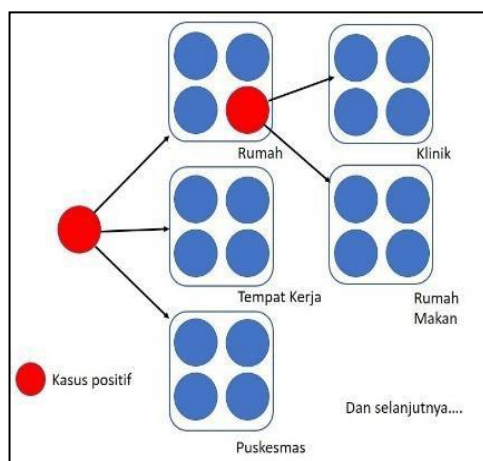 Rumah
Klinik
Tempat Kerja
Rumah
Makan
Kasus positif
Dan selanjutnya....
Puskesmas